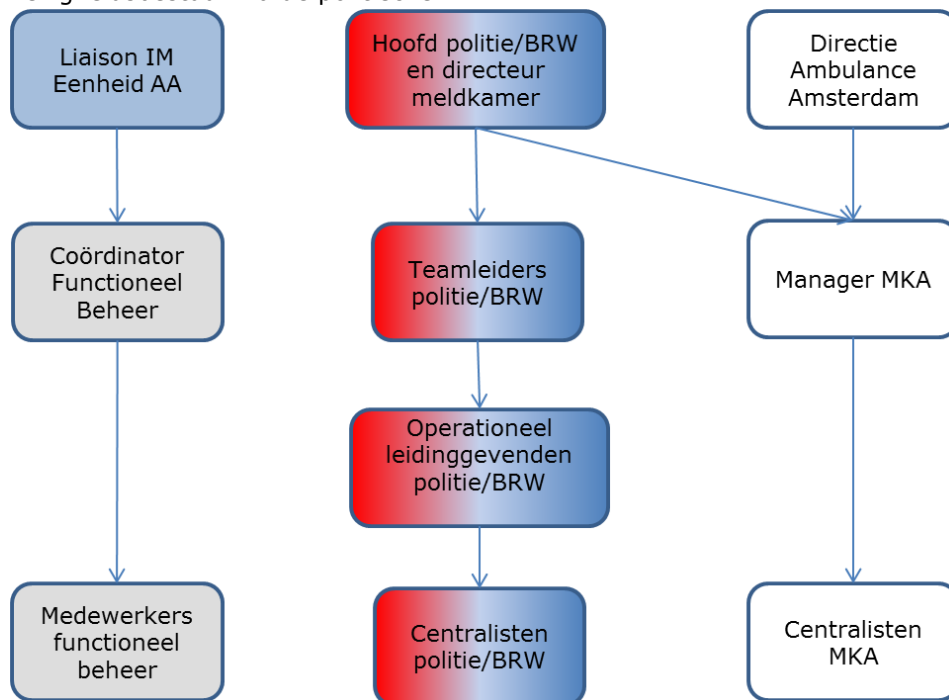 Liaison IM
Eenheid AA
Hoofd politie/BRW
en directeur
meldkamer
Directie
Ambulance
Amsterdam
Coördinator
Functioneel
Beheer
Teamleiders
politie/BRW
Manager MKA
Operationeel
leidinggevenden
politie/BRW
Medewerkers
functioneel
beheer
Centralisten
politie/BRW
Centralisten
MKA